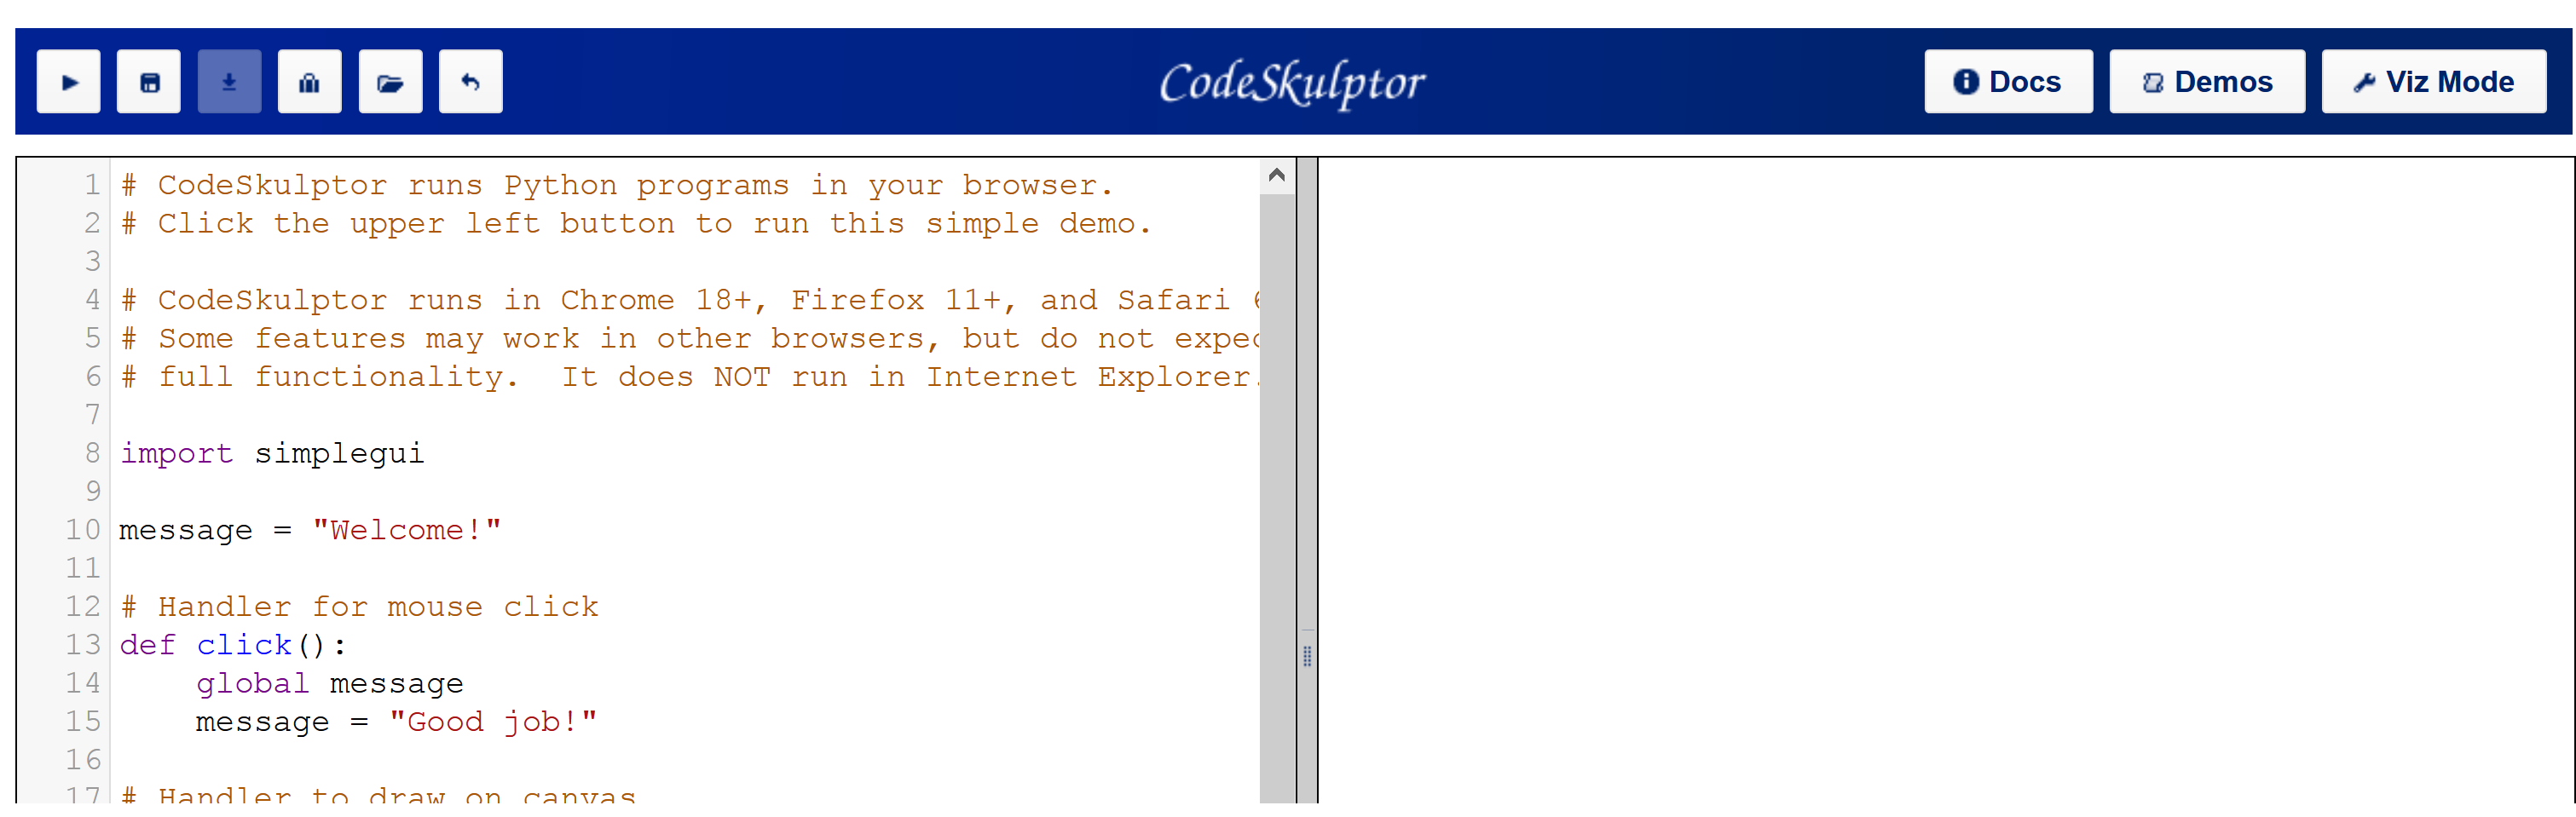 CodeSkulptor
Docs
Demos
Viz Mode
1 # CodeSkulptor runs Python programs in your browser.
2 # Click the upper left button to run this simple demo.
3
4 # CodeSkulptor runs in Chrome 18+, Firefox 11+, and Safari
5 # Some features may work in other browsers, but do not expec
6 # full functionality.  It does NOT run in Internet Explorer.
7
8 import simplegui
9
10 message = "Welcome!"
11
12 # Handler for mouse click
13 def click():
14     global message
15     message = "Good job!"
16
17 # Handler to draw on canvas